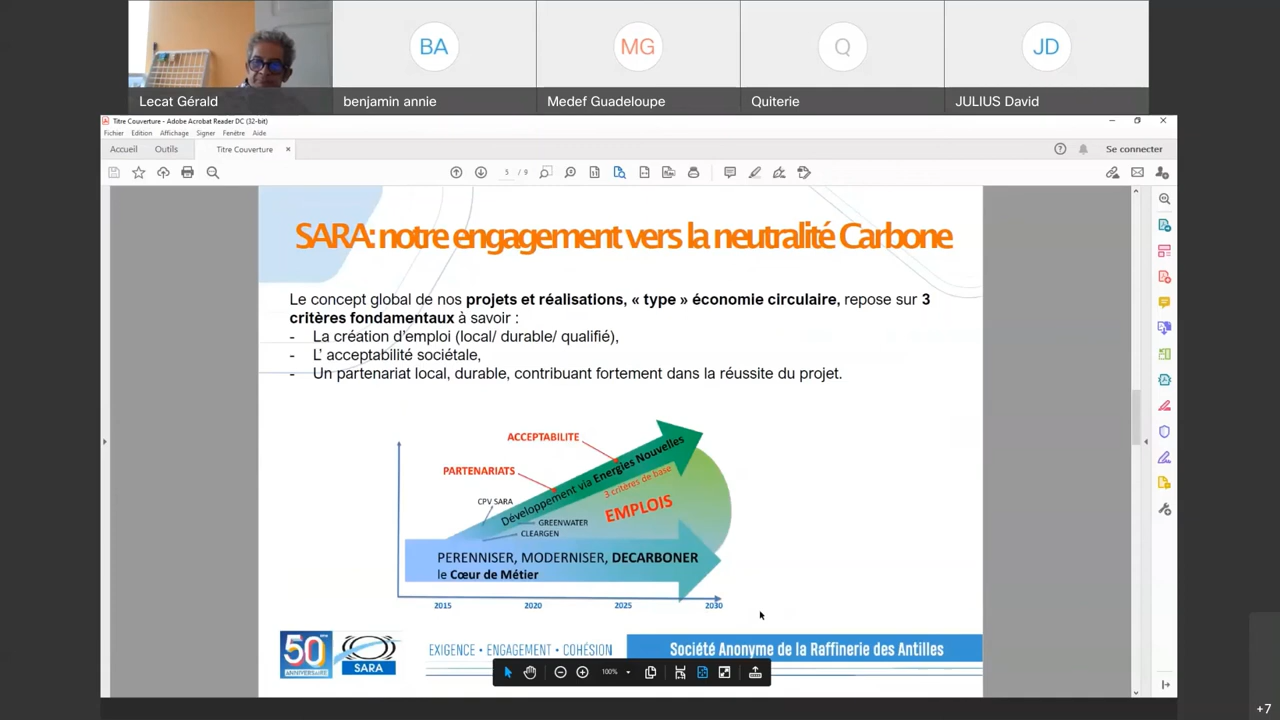 BA
MG
Q
JD
Lecat Gérald
benjamin annie
Medef Guadeloupe
Quiterie
JULIUS David
Titre Couverture - Adobe Acrobat Reader DC (32-bit)
Fichier Edition Affichage Signer Fenêtre Aide
Accueil Outils Titre Couverture × Se connecter
/ 9
SARA: notre engagement vers la neutralité Carbone
Le concept global de nos projets et réalisations, « type » économie circulaire, repose sur 3
critères fondamentaux à savoir :
- La création d'emploi (local/ durable/ qualifié),
- L' acceptabilité sociétale,
- Un partenariat local, durable, contribuant fortement dans la réussite du projet.
ACCEPTABILITE
PARTENARIATS
Développement via Energies Nouvelles
3 critères de base
EMPLOIS
CPV SARA
GREENWATER
CLEARGEN
PERENNISER, MODERNISER, DECARBONER
le Cœur de Métier
2015 2020 2025 2030
50
ANNIVERSAIRE
SARA
EXIGENCE • ENGAGEMENT • COHÉSION
Société Anonyme de la Raffinerie des Antilles
100%
+7